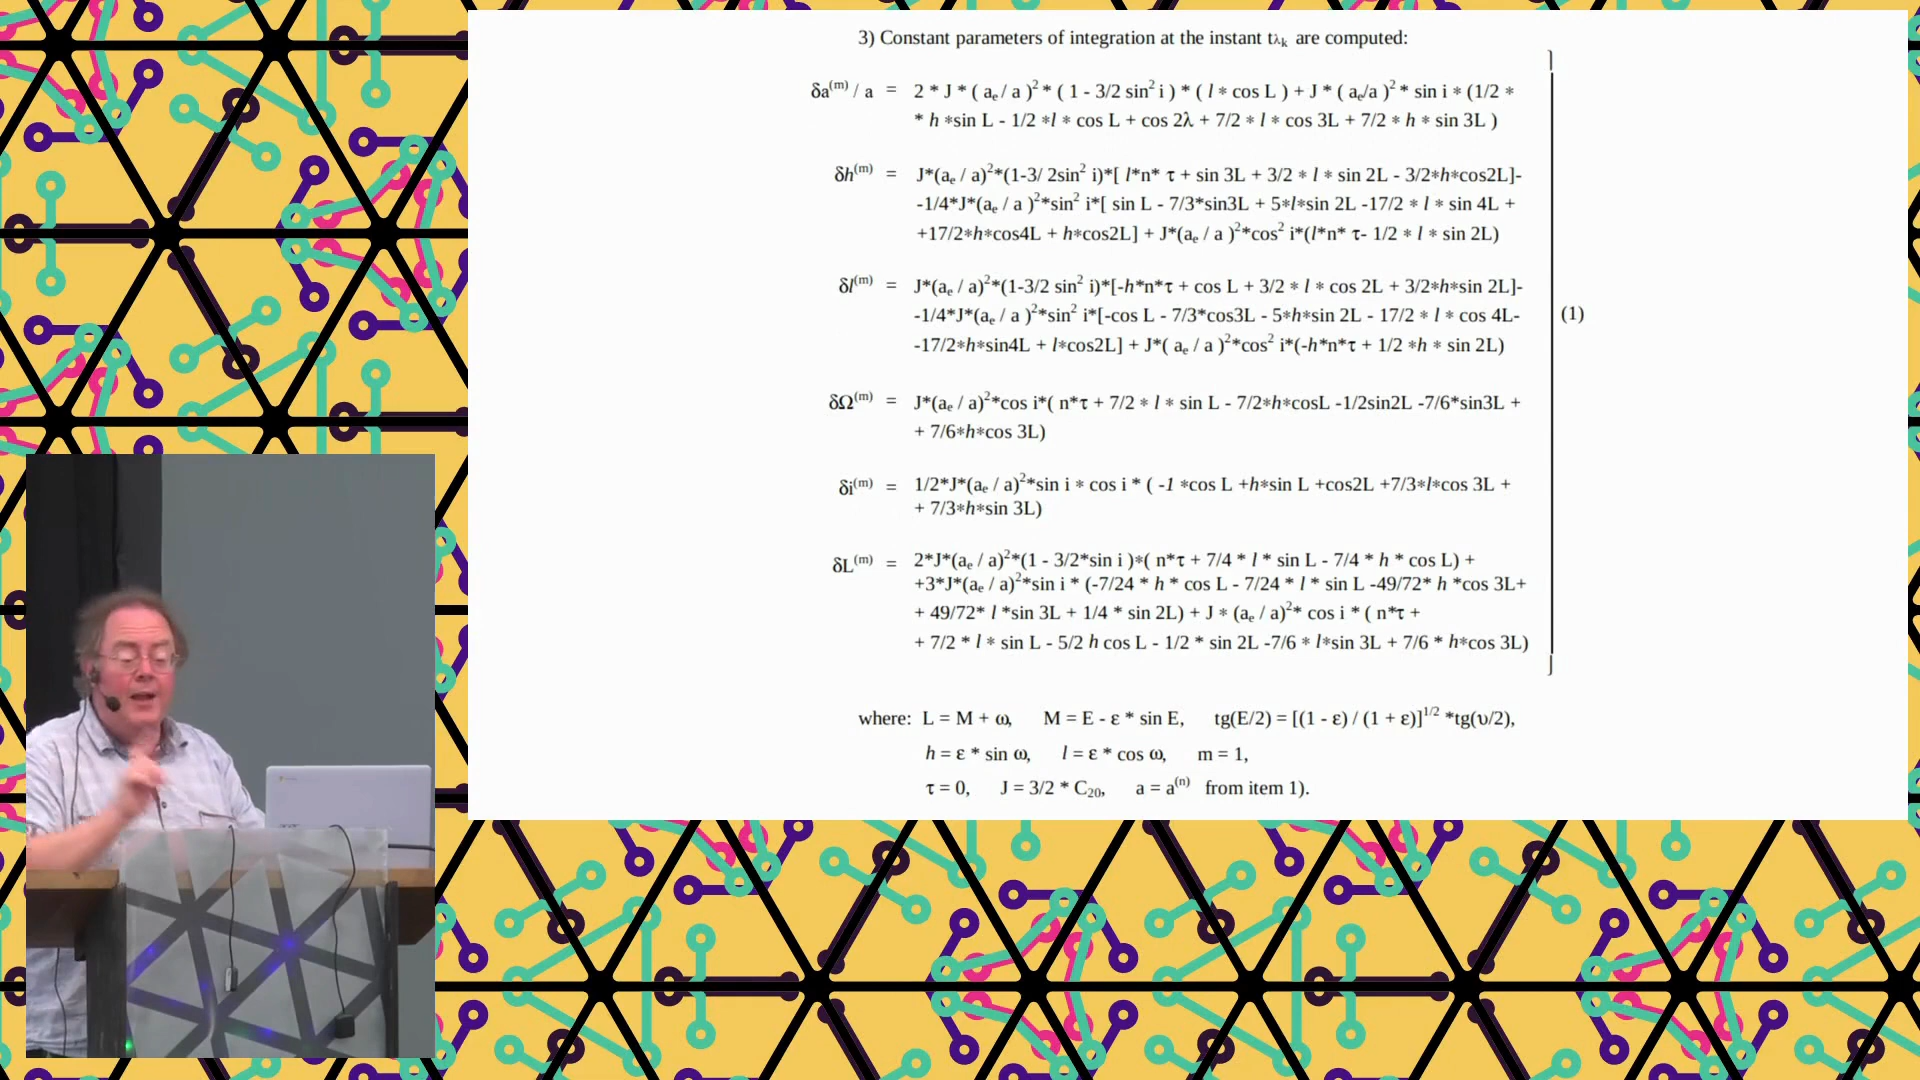 3) Constant parameters of integration at the instant tλk are computed:
δa(m) / a = 2 * J * ( ae / a )2 * ( 1 - 3/2 sin2 i ) * ( l * cos L ) + J * ( ae/a )2 * sin i * (1/2 *
* h *sin L - 1/2 *l * cos L + cos 2λ + 7/2 * l * cos 3L + 7/2 * h * sin 3L )
δh(m) = J*(ae / a)2*(1-3/ 2sin2 i)*[ l*n* τ + sin 3L + 3/2 * l * sin 2L - 3/2*h*cos2L]-
-1/4*J*(ae / a )2*sin2 i*[ sin L - 7/3*sin3L + 5*l*sin 2L -17/2 * l * sin 4L +
+17/2*h*cos4L + h*cos2L] + J*(ae / a )2*cos2 i*(l*n* τ- 1/2 * l * sin 2L)
δl(m) = J*(ae / a)2*(1-3/2 sin2 i)*[-h*n*τ + cos L + 3/2 * l * cos 2L + 3/2*h*sin 2L]-
-1/4*J*(ae / a )2*sin2 i*[-cos L - 7/3*cos3L - 5*h*sin 2L - 17/2 * l * cos 4L-
-17/2*h*sin4L + l*cos2L] + J*( ae / a )2*cos2 i*(-h*n*τ + 1/2 *h * sin 2L)
(1)
δΩ(m) = J*(ae / a)2*cos i*( n*τ + 7/2 * l * sin L - 7/2*h*cosL -1/2sin2L -7/6*sin3L +
+ 7/6*h*cos 3L)
δi(m) = 1/2*J*(ae / a)2*sin i * cos i * ( -1 *cos L +h*sin L +cos2L +7/3*l*cos 3L +
+ 7/3*h*sin 3L)
δL(m) = 2*J*(ae / a)2*(1 - 3/2*sin i )*( n*τ + 7/4 * l * sin L - 7/4 * h * cos L) +
+3*J*(ae / a)2*sin i * (-7/24 * h * cos L - 7/24 * l * sin L -49/72* h *cos 3L+
+ 49/72* l *sin 3L + 1/4 * sin 2L) + J * (ae / a)2* cos i * ( n*τ +
+ 7/2 * l * sin L - 5/2 h cos L - 1/2 * sin 2L -7/6 * l*sin 3L + 7/6 * h*cos 3L)
where: L = M + ω, M = E - ε * sin E, tg(E/2) = [(1 - ε) / (1 + ε)]1/2 *tg(υ/2),
h = ε * sin ω, l = ε * cos ω, m = 1,
τ = 0, J = 3/2 * C20, a = a(n) from item 1).